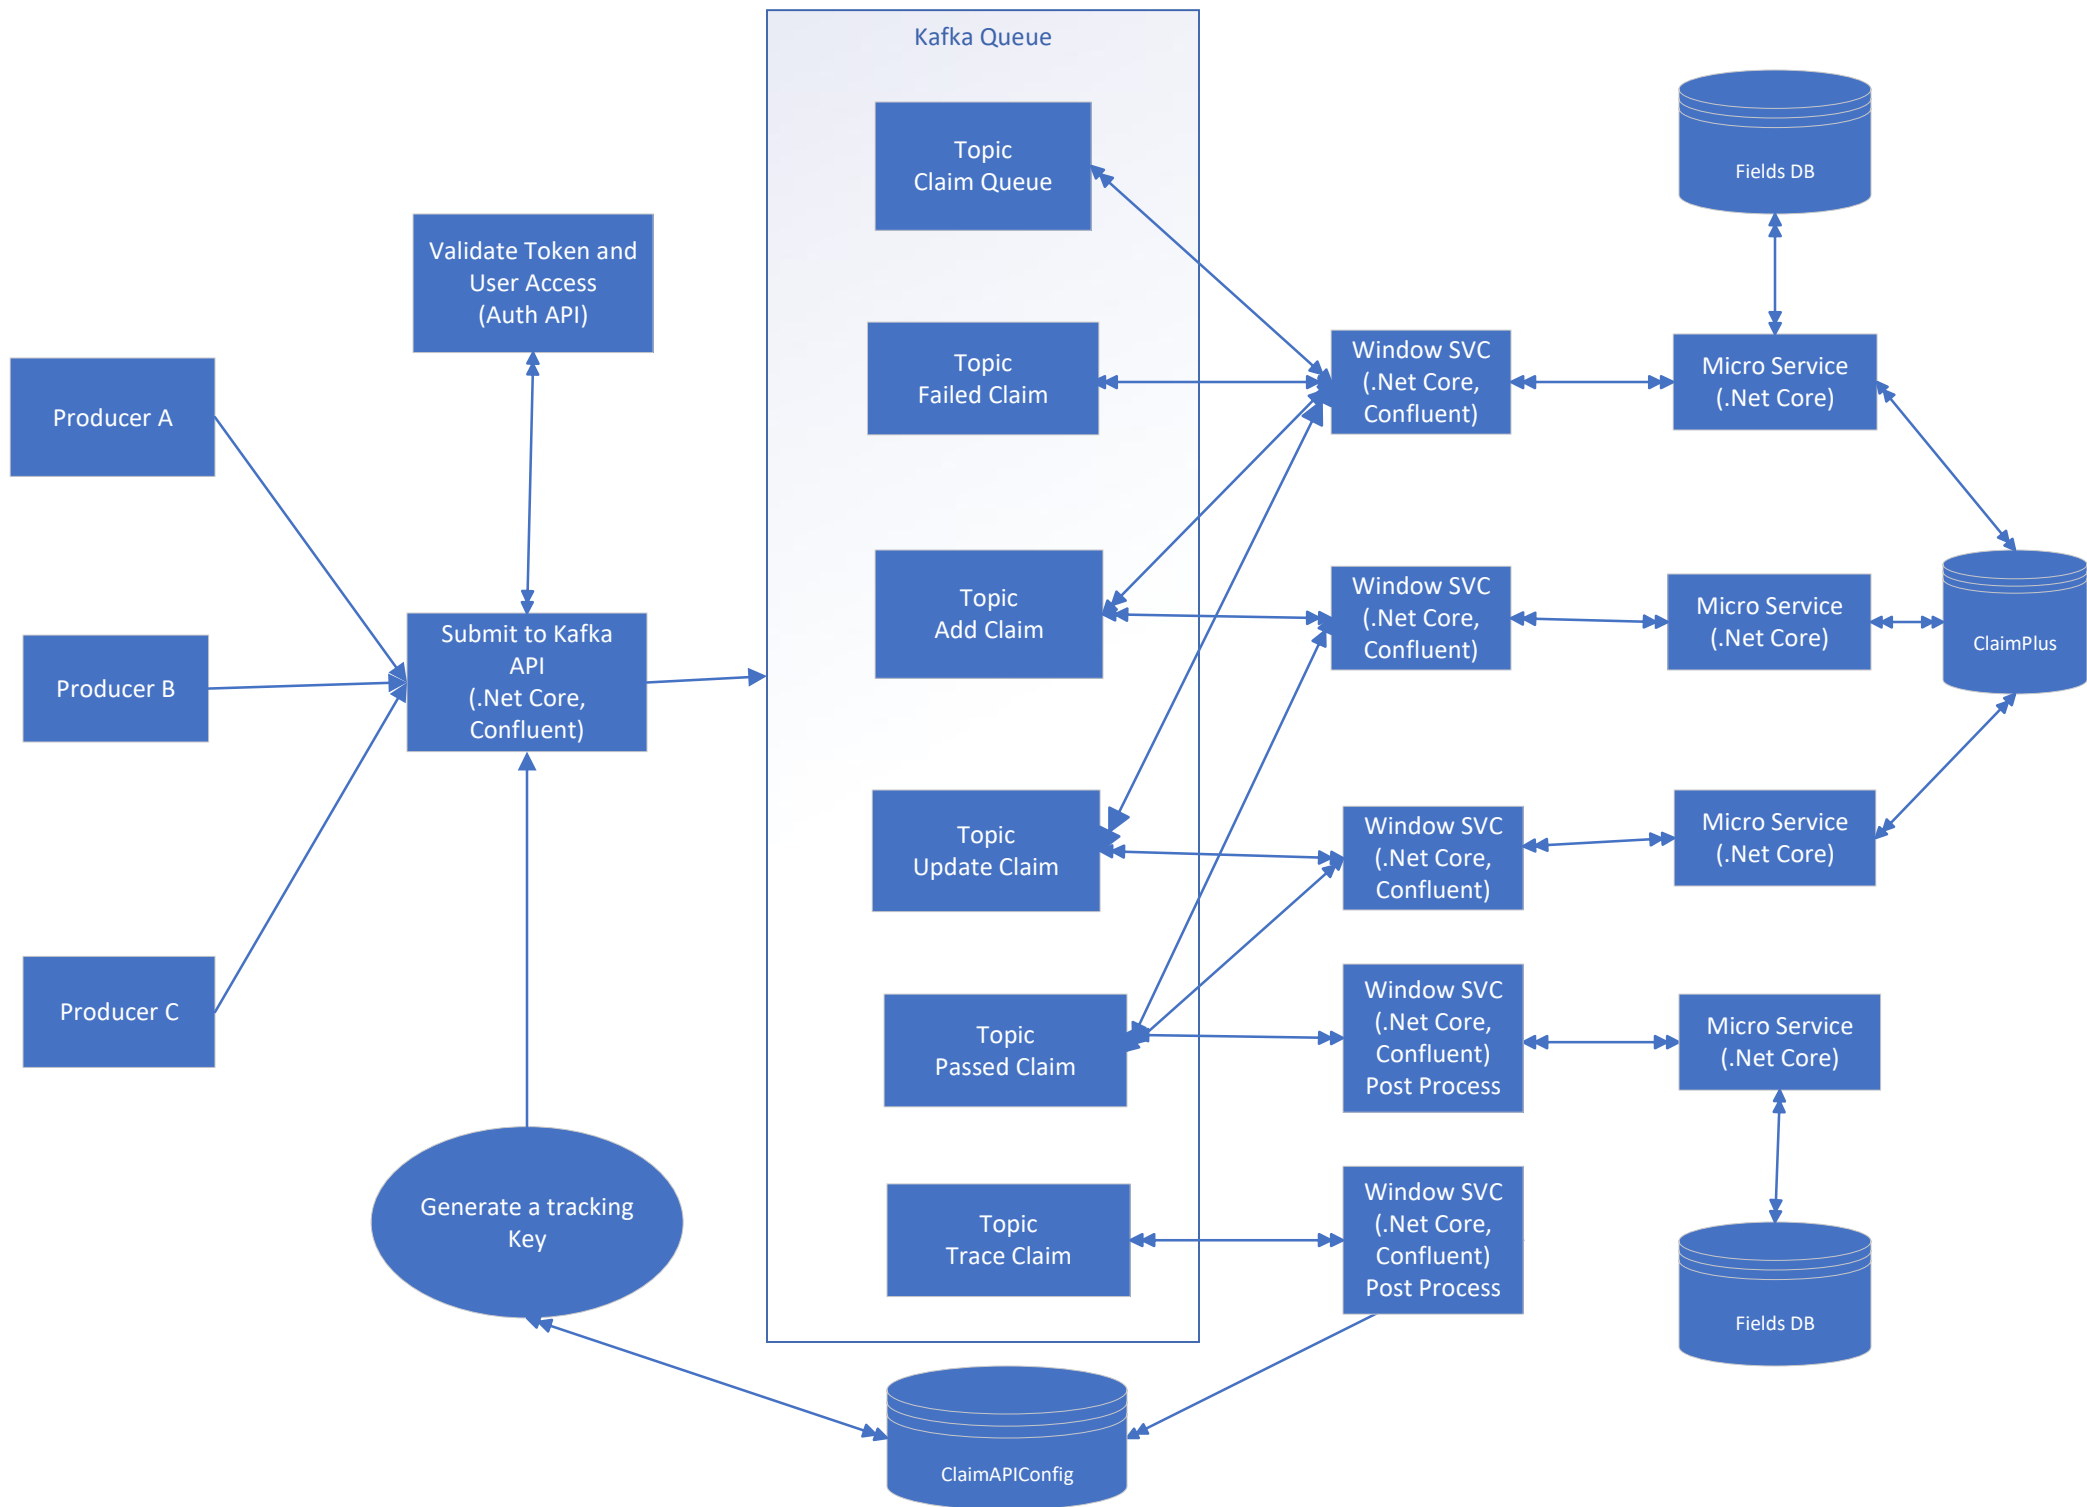 Kafka Queue
Topic
Claim Queue
Fields DB
Validate Token and
User Access
(Auth API)
Topic
Failed Claim
Window SVC
(.Net Core,
Confluent)
Micro Service
(.Net Core)
Producer A
Topic
Add Claim
Window SVC
(.Net Core,
Confluent)
Micro Service
(.Net Core)
ClaimPlus
Producer B
Submit to Kafka
API
(.Net Core,
Confluent)
Topic
Update Claim
Window SVC
(.Net Core,
Confluent)
Micro Service
(.Net Core)
Producer C
Topic
Passed Claim
Window SVC
(.Net Core,
Confluent)
Post Process
Micro Service
(.Net Core)
Generate a tracking
Key
Topic
Trace Claim
Window SVC
(.Net Core,
Confluent)
Post Process
Fields DB
ClaimAPIConfig